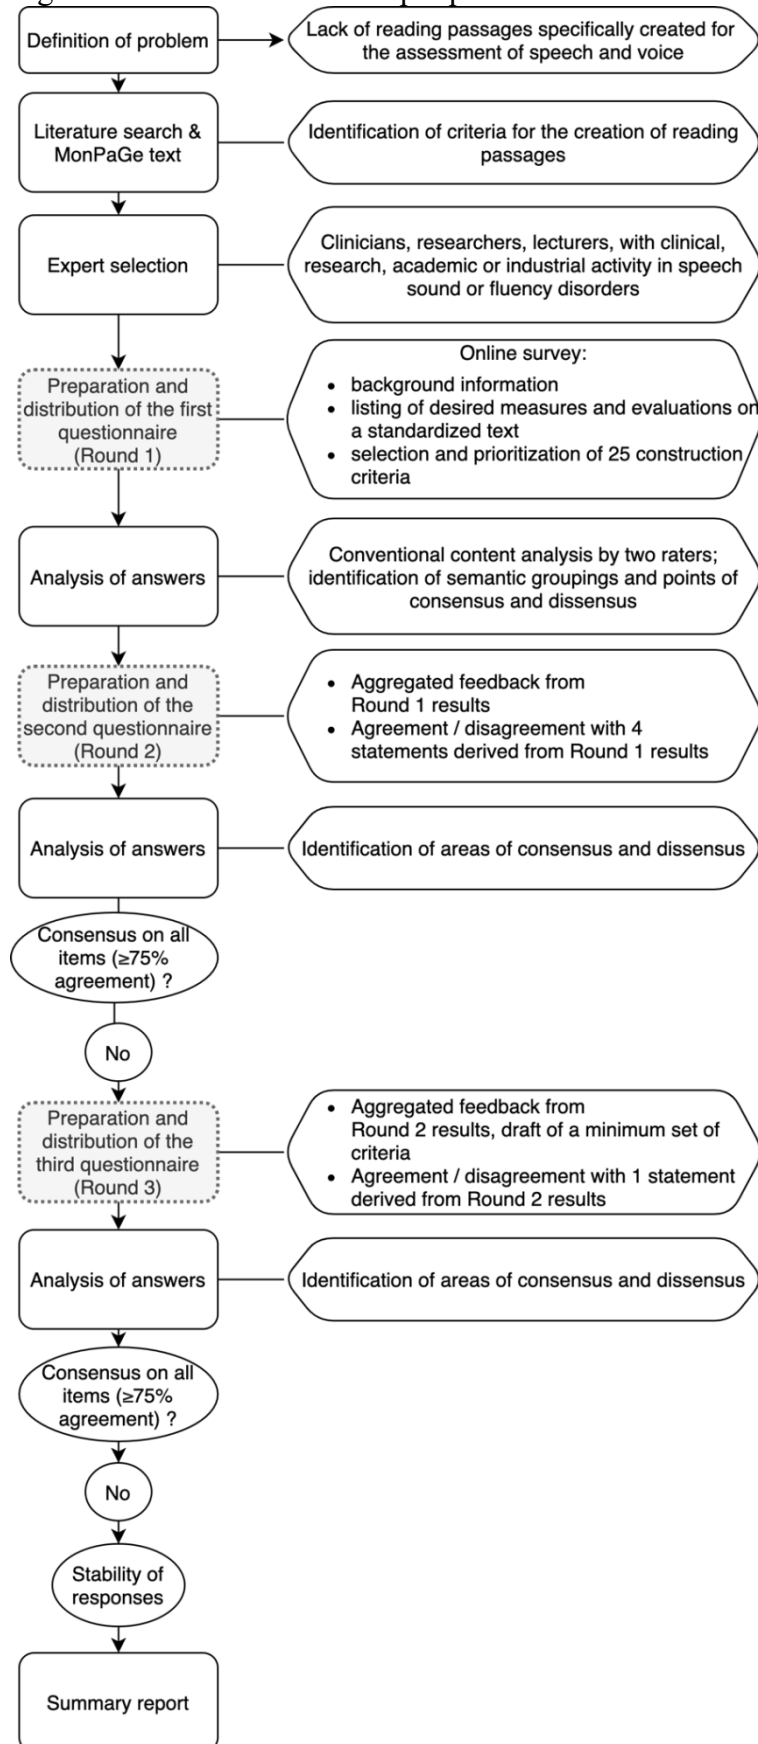 Definition of problem
Lack of reading passages specifically created for
the assessment of speech and voice
Literature search &
MonPaGe text
Identification of criteria for the creation of reading
passages
Expert selection
Clinicians, researchers, lecturers, with clinical,
research, academic or industrial activity in speech
sound or fluency disorders
Preparation and
distribution of the first
questionnaire
(Round 1)
Online survey:
• background information
• listing of desired measures and evaluations on
a standardized text
• selection and prioritization of 25 construction
criteria
Analysis of answers
Conventional content analysis by two raters;
identification of semantic groupings and points of
consensus and dissensus
Preparation and
distribution of the
second questionnaire
(Round 2)
• Aggregated feedback from
Round 1 results
• Agreement / disagreement with 4
statements derived from Round 1 results
Analysis of answers
Identification of areas of consensus and dissensus
Consensus on all
items (≥75%
agreement) ?
No
Preparation and
distribution of the
third questionnaire
(Round 3)
• Aggregated feedback from
Round 2 results, draft of a minimum set of
criteria
• Agreement / disagreement with 1 statement
derived from Round 2 results
Analysis of answers
Identification of areas of consensus and dissensus
Consensus on all
items (≥75%
agreement) ?
No
Stability of
responses
Summary report